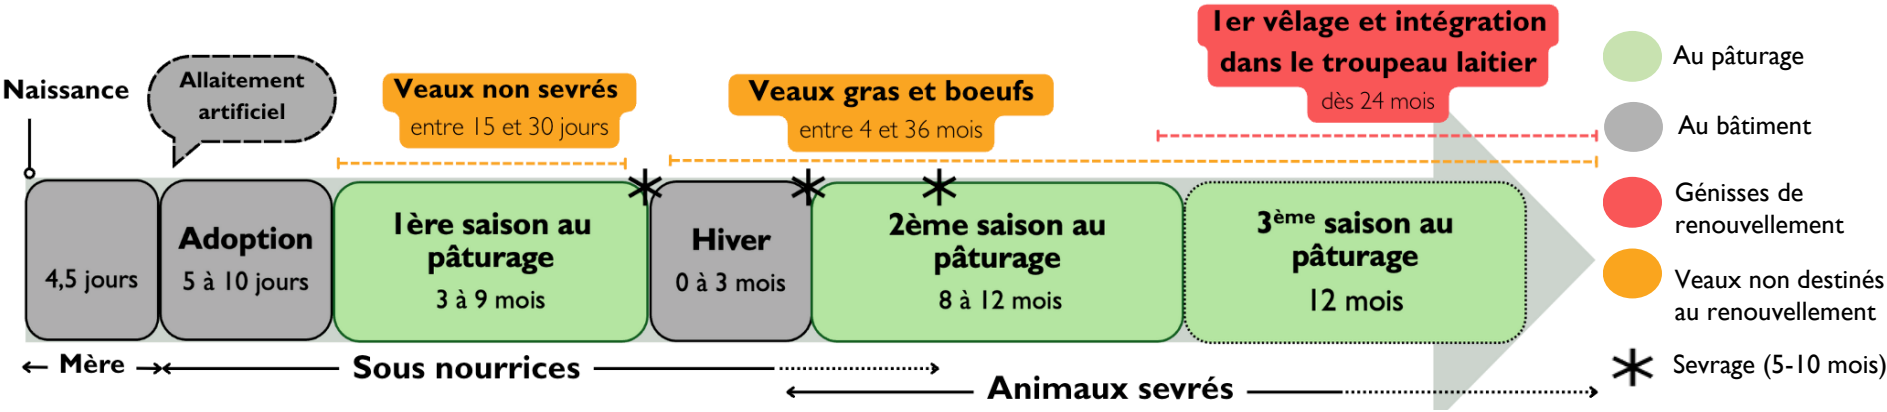 Naissance
Allaitement
artificiel
Veaux non sevrés
entre 15 et 30 jours
Veaux gras et boeufs
entre 4 et 36 mois
1er vêlage et intégration
dans le troupeau laitier
dès 24 mois
4,5 jours
Adoption
5 à 10 jours
1ère saison au
pâturage
3 à 9 mois
Hiver
0 à 3 mois
2ème saison au
pâturage
8 à 12 mois
3ème saison au
pâturage
12 mois
Mère
Sous nourrices
Animaux sevrés
Au pâturage
Au bâtiment
Génisses de
renouvellement
Veaux non destinés
au renouvellement
Sevrage (5-10 mois)